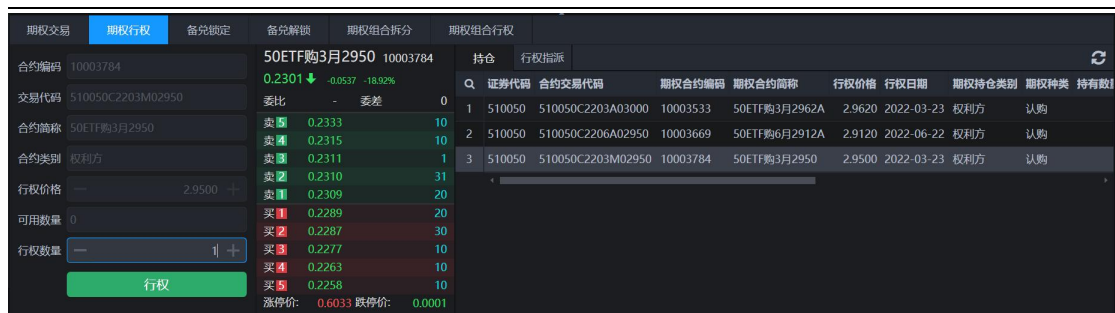 期权交易 期权行权 备兑锁定 备兑解锁 期权组合拆分 期权组合行权
合约编码 10003784
交易代码 510050C2203M02950
合约简称 50ETF购3月2950
合约类别 权利方
行权价格 — 2.9500 +
可用数量 0
行权数量 — 1 +
行权
50ETF购3月2950 10003784
0.2301 -0.0537 -18.92%
委比 - 委差 0
卖5 0.2333 10
卖4 0.2315 10
卖3 0.2311 1
卖2 0.2310 31
卖1 0.2309 20
买1 0.2289 20
买2 0.2287 30
买3 0.2277 10
买4 0.2263 10
买5 0.2258 10
涨停价: 0.6033 跌停价: 0.0001
持仓 行权指派
证券代码 合约交易代码 期权合约编码 期权合约简称 行权价格 行权日期 期权持仓类别 期权种类 持有数
1 510050 510050C2203A03000 10003533 50ETF购3月2962A 2.9620 2022-03-23 权利方 认购
2 510050 510050C2206A02950 10003669 50ETF购6月2912A 2.9120 2022-06-22 权利方 认购
3 510050 510050C2203M02950 10003784 50ETF购3月2950 2.9500 2022-03-23 权利方 认购